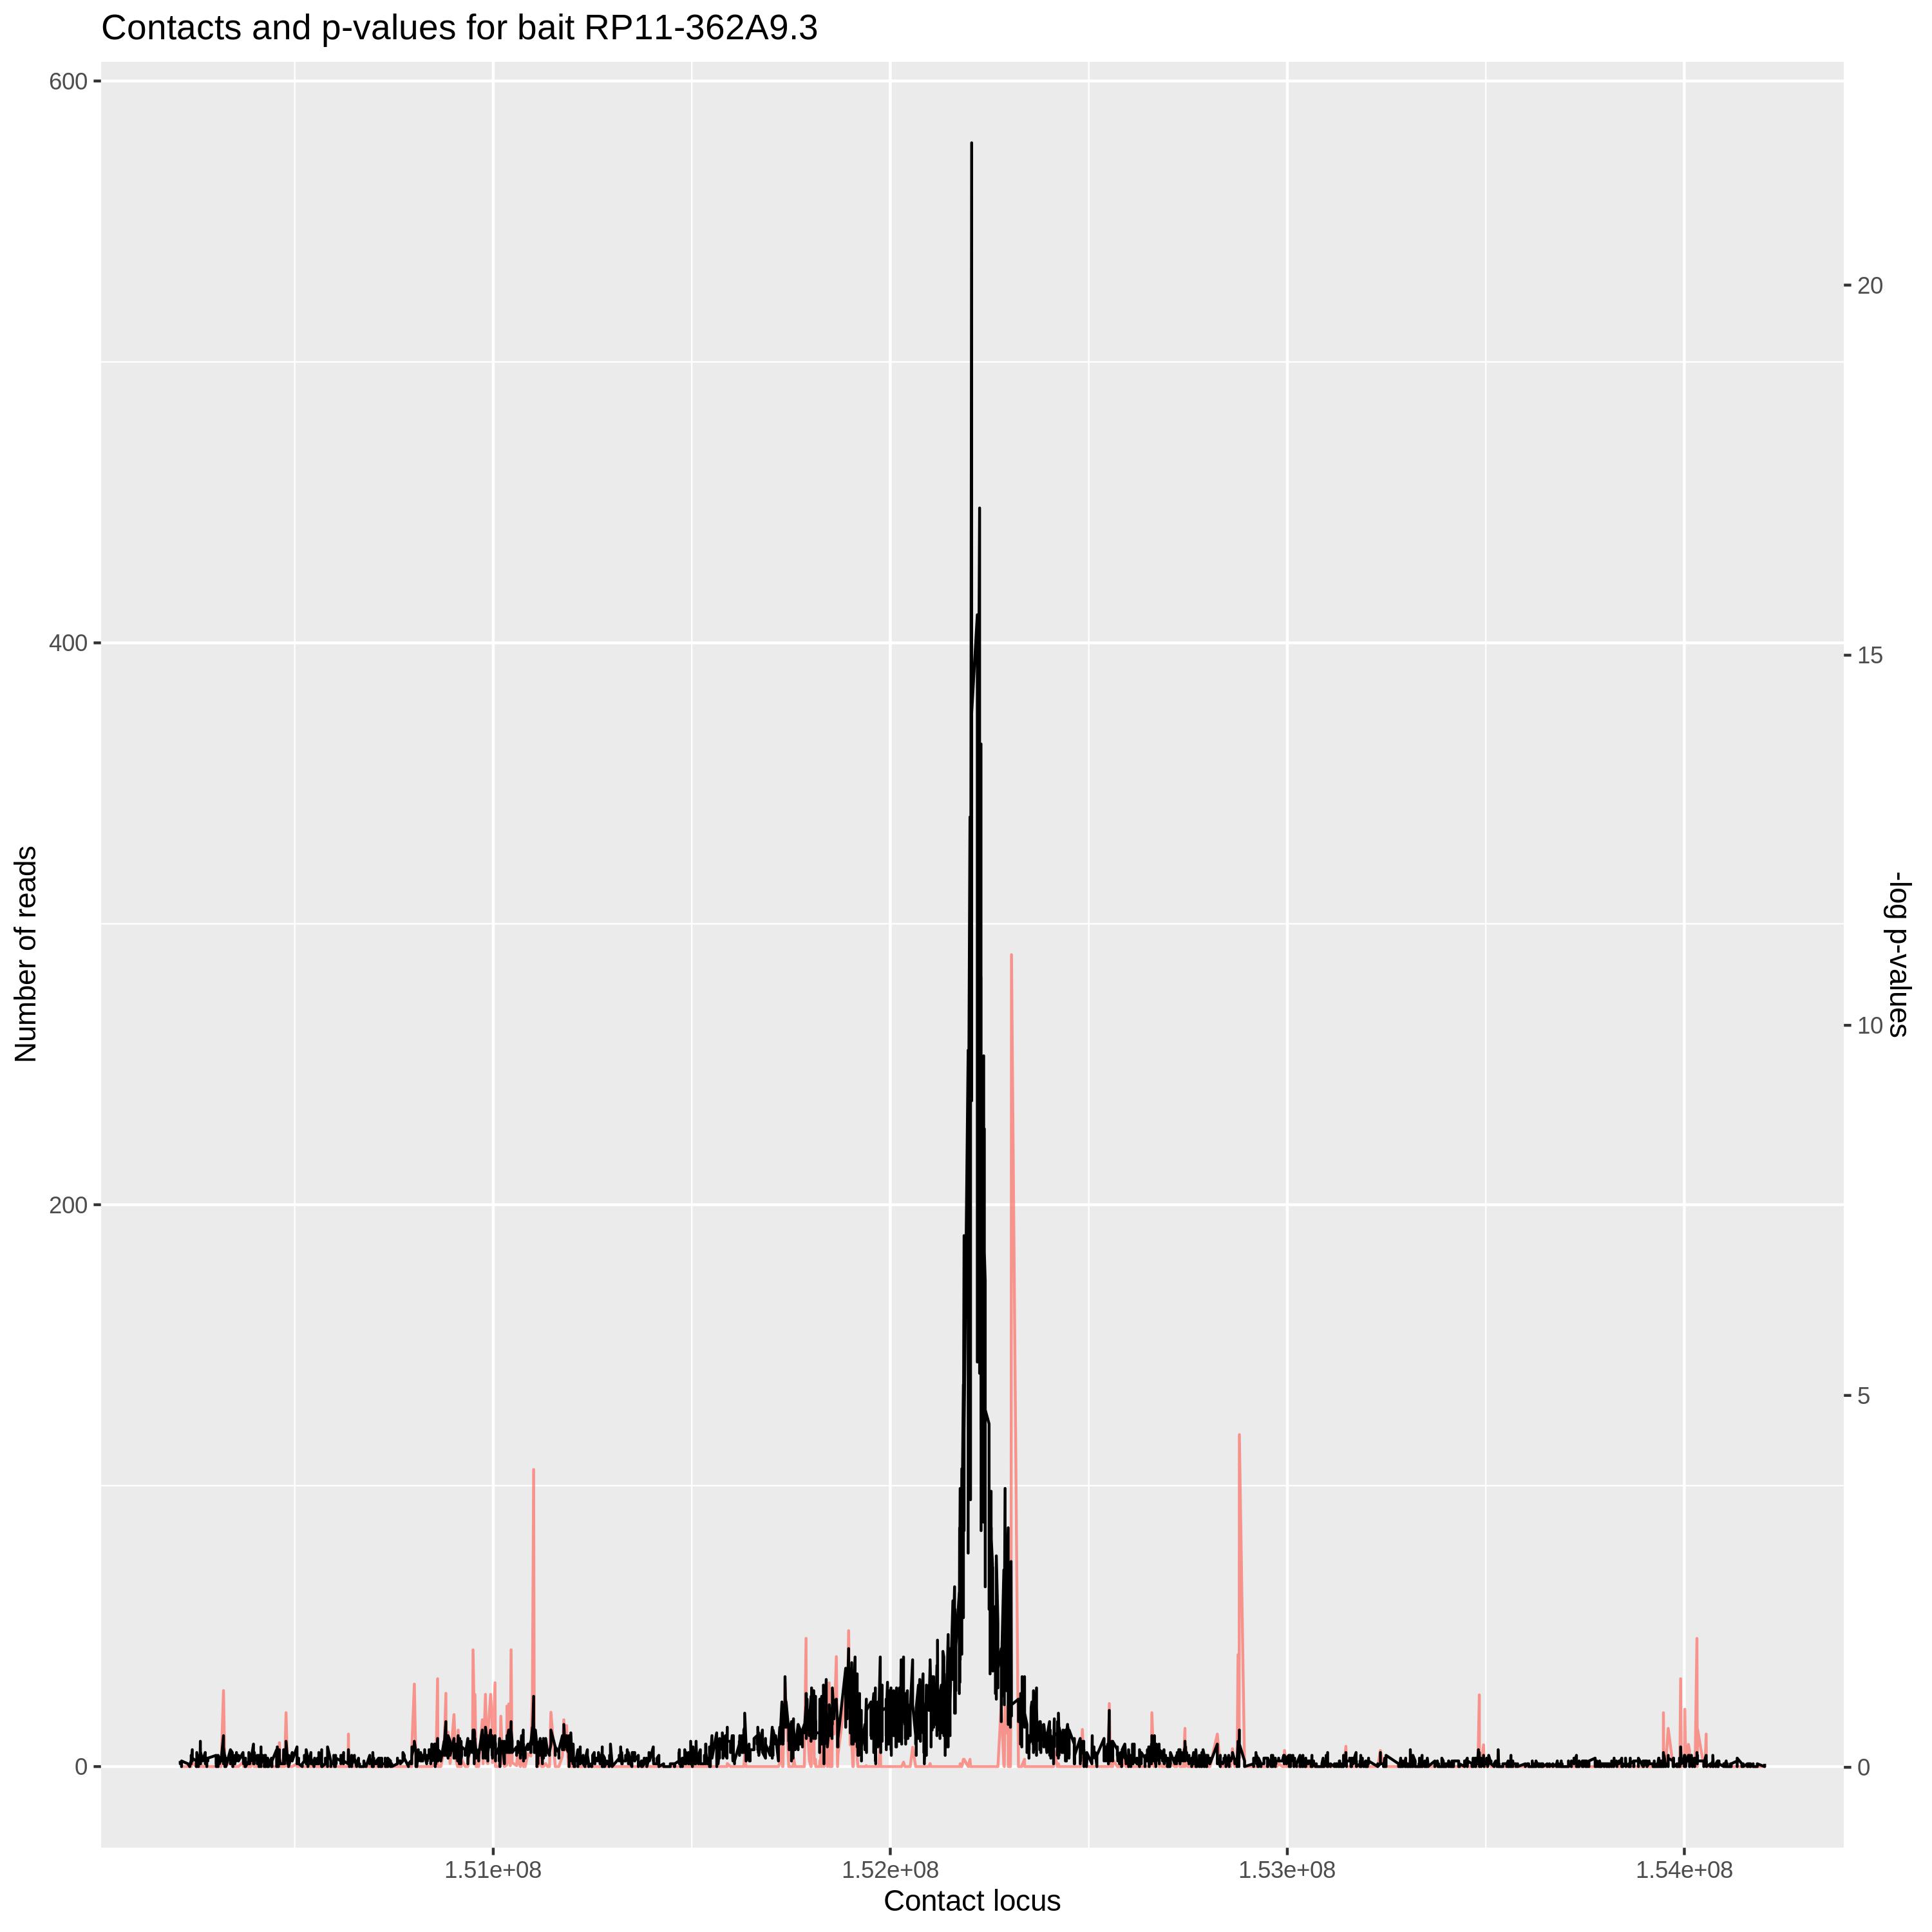 Contacts and p-values for bait RP11-362A9.3
600
400
200
0
Number of reads
20
15
10
5
0
-log p-values
1.51e+08
1.52e+08
1.53e+08
1.54e+08
Contact locus